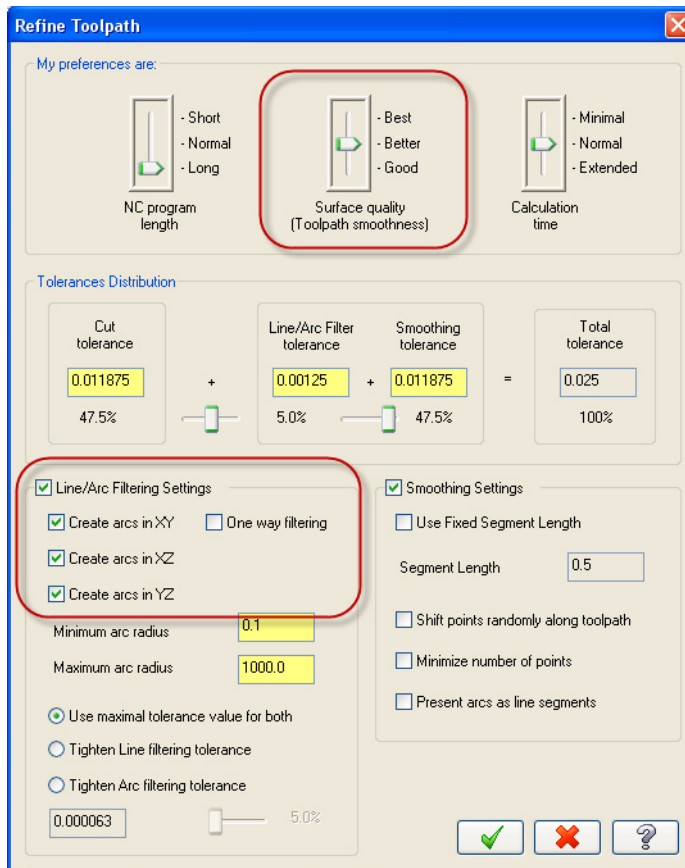 Refine Toolpath
My preferences are:
- Short
- Normal
- Long
NC program
length
- Best
- Better
- Good
Surface quality
(Toolpath smoothness)
- Minimal
- Normal
- Extended
Calculation
time
Tolerances Distribution
Cut
tolerance
0.011875
47.5%
+
Line/Arc Filter
tolerance
0.00125
5.0%
+
Smoothing
tolerance
0.011875
47.5%
=
Total
tolerance
0.025
100%
Line/Arc Filtering Settings
Create arcs in XY
One way filtering
Create arcs in XZ
Create arcs in YZ
Minimum arc radius
0.1
Maximum arc radius
1000.0
Use maximal tolerance value for both
Tighten Line filtering tolerance
Tighten Arc filtering tolerance
0.000063
5.0%
Smoothing Settings
Use Fixed Segment Length
Segment Length
0.5
Shift points randomly along toolpath
Minimize number of points
Present arcs as line segments
?